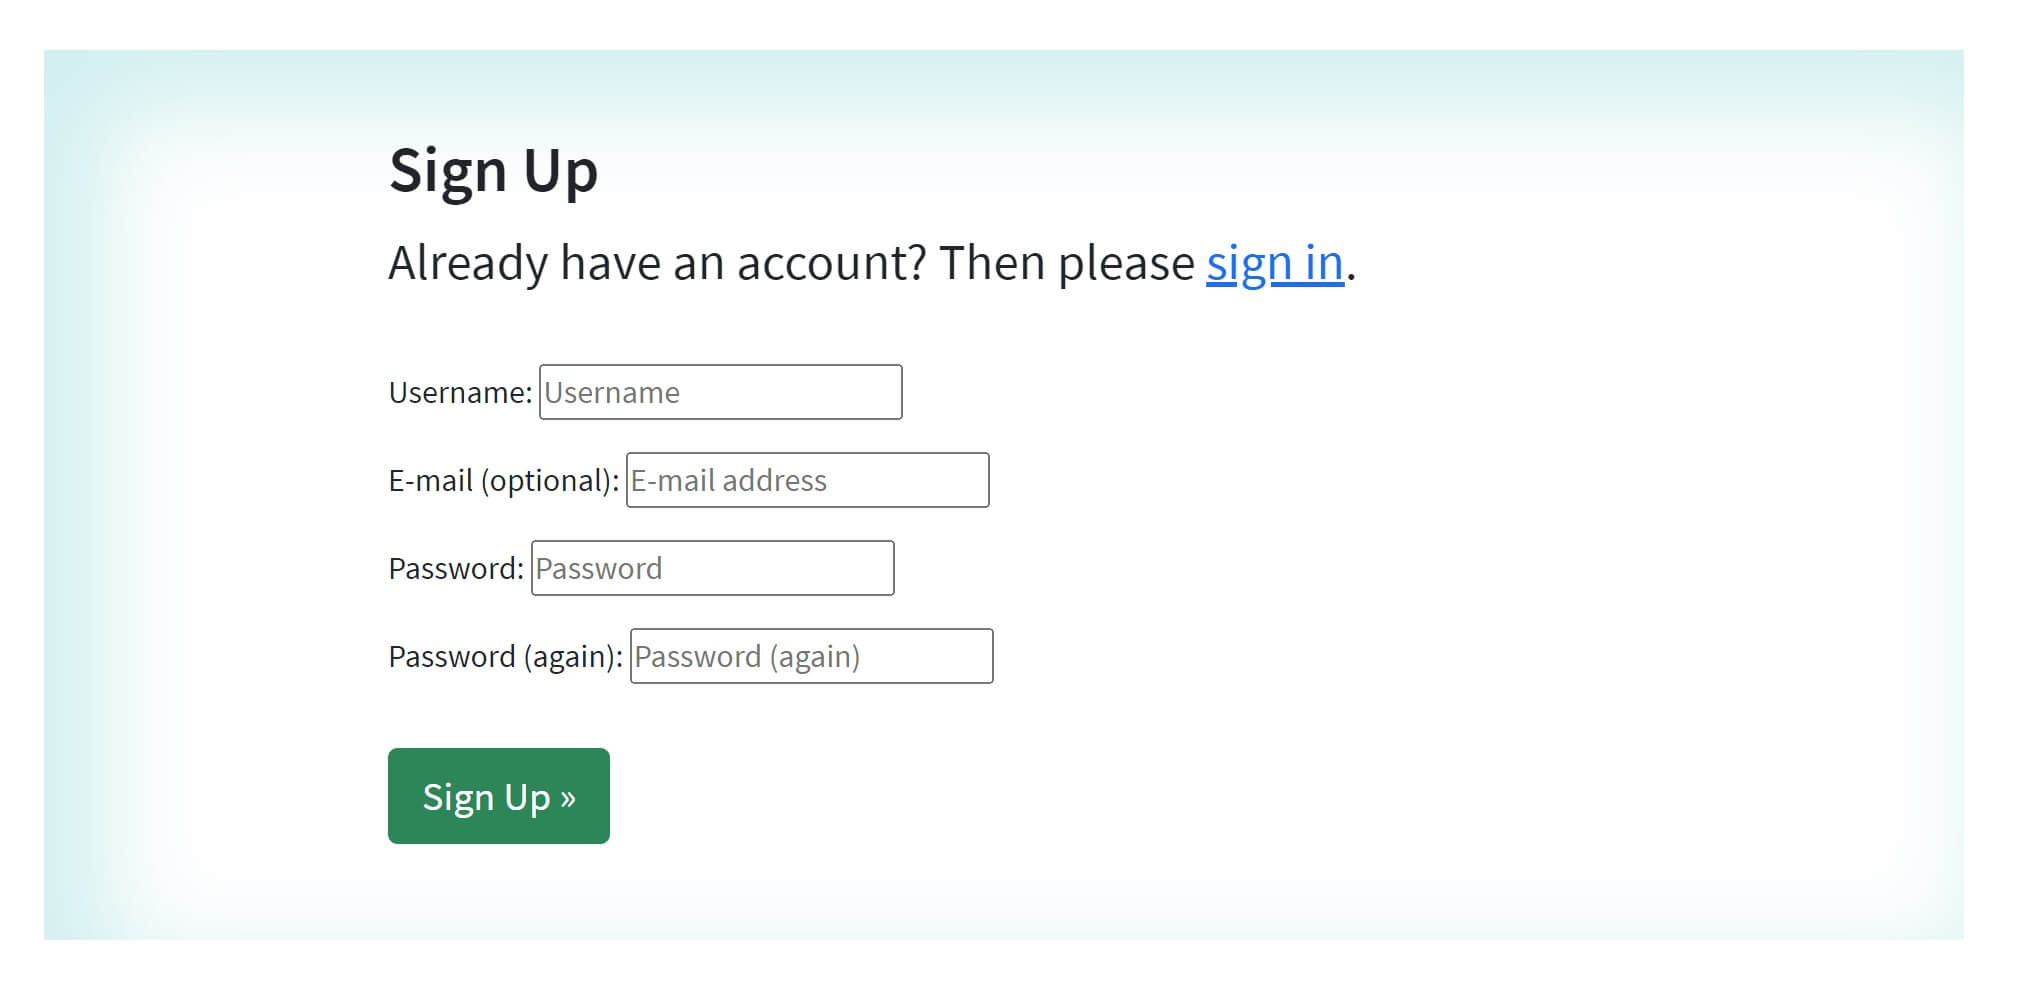 Sign Up
Already have an account? Then please sign in.
Username: Username
E-mail (optional): E-mail address
Password: Password
Password (again): Password (again)
Sign Up »